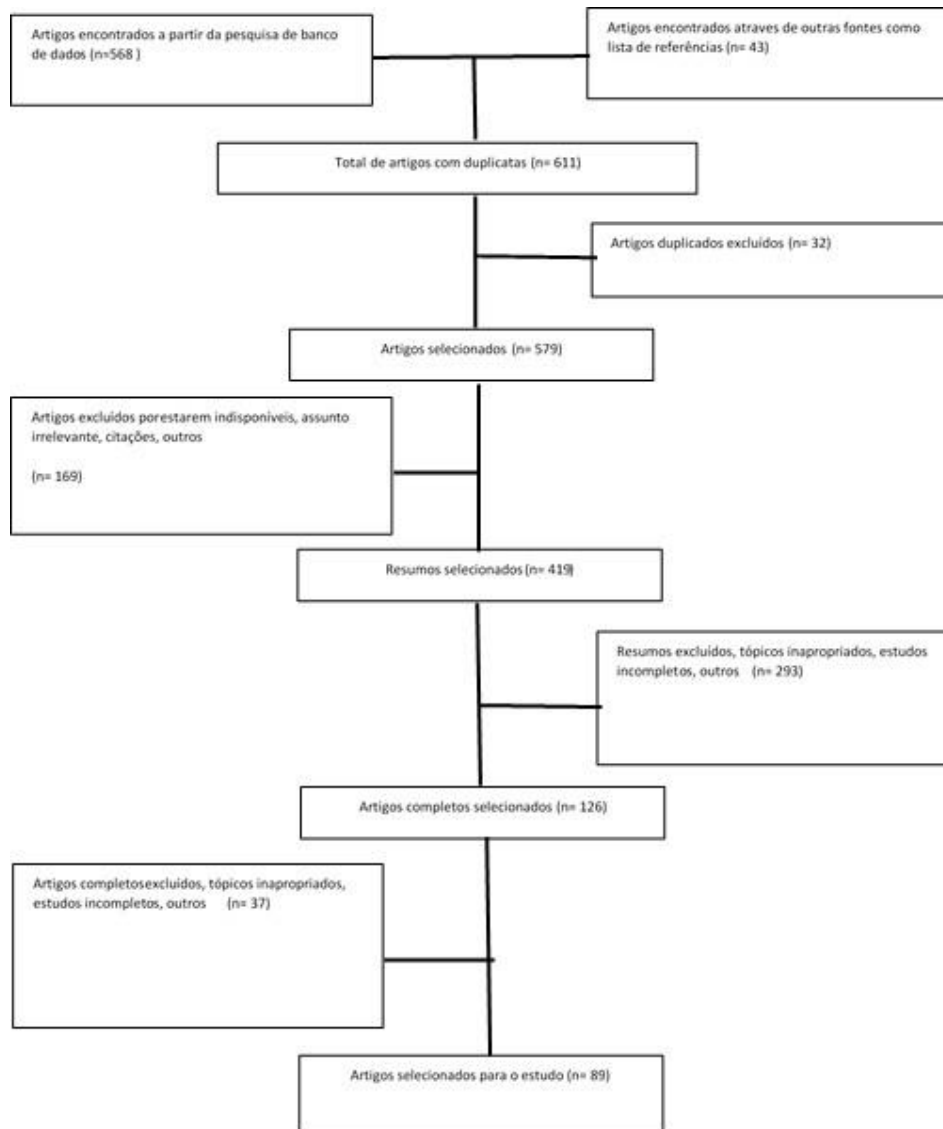 Artigos encontrados a partir da pesquisa de banco
de dados (n=568 )
Artigos encontrados atraves de outras fontes como
lista de referências (n= 43)
Total de artigos com duplicatas (n= 611)
Artigos duplicados excluídos (n= 32)
Artigos selecionados (n= 579)
Artigos excluídos porestarem indisponíveis, assunto
irrelevante, citações, outros
(n= 169)
Resumos selecionados (n= 419)
Resumos excluídos, tópicos inapropriados, estudos
incompletos, outros (n= 293)
Artigos completos selecionados (n= 126)
Artigos completosexcluídos, tópicos inapropriados,
estudos incompletos, outros (n= 37)
Artigos selecionados para o estudo (n= 89)